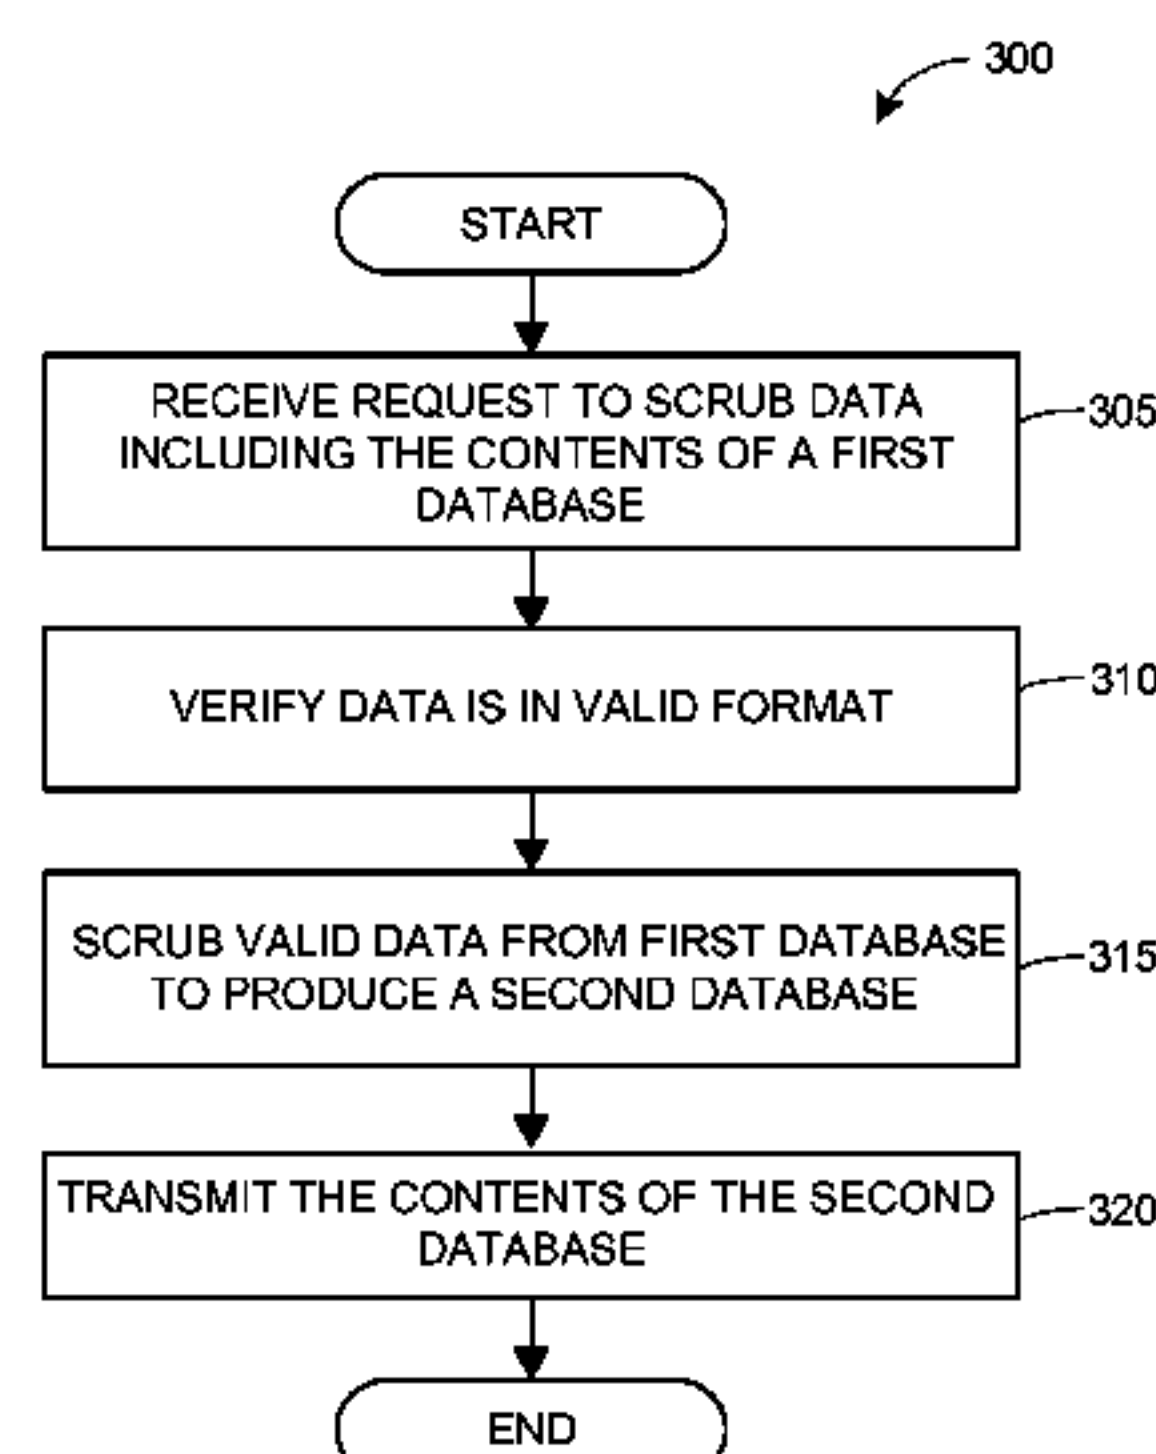 300
START
RECEIVE REQUEST TO SCRUB DATA
INCLUDING THE CONTENTS OF A FIRST
DATABASE
305
VERIFY DATA IS IN VALID FORMAT
310
SCRUB VALID DATA FROM FIRST DATABASE
TO PRODUCE A SECOND DATABASE
315
TRANSMIT THE CONTENTS OF THE SECOND
DATABASE
320
END